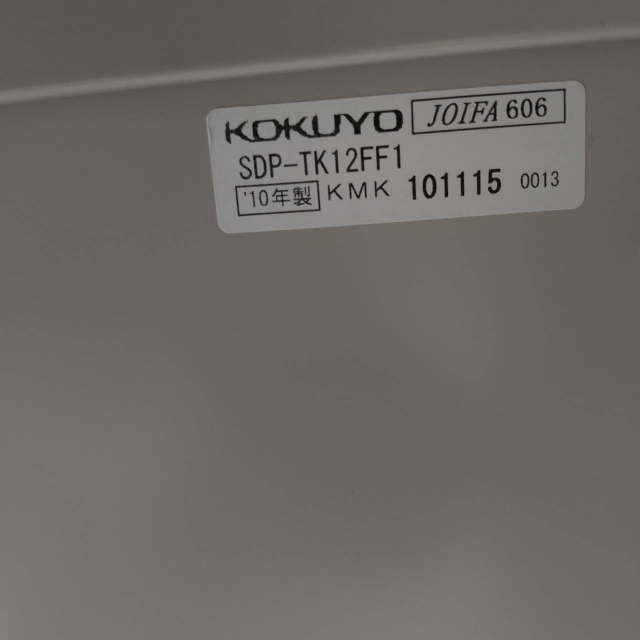 KOKUYO JOIFA 606
SDP-TK12FF1
'10年製 KMK 101115 0013